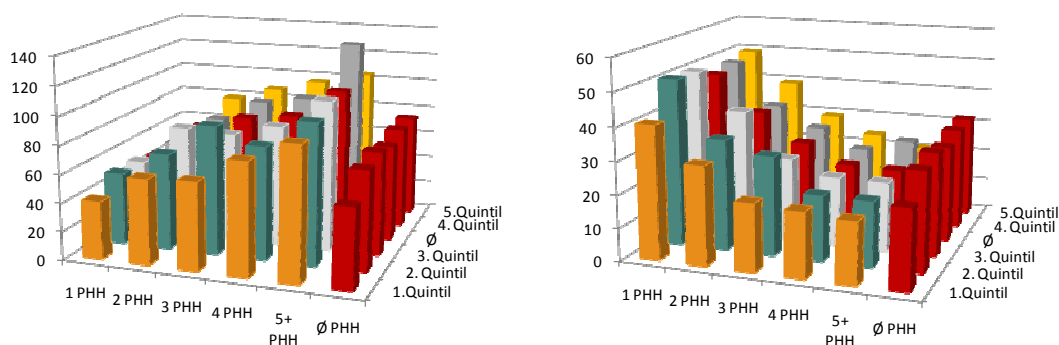 140
120
100
80
60
40
20
0
1 PHH
2 PHH
3 PHH
4 PHH
5+
PHH
Ø PHH
5.Quintil
4. Quintil
Ø
3. Quintil
2. Quintil
1.Quintil
60
50
40
30
20
10
0
1 PHH
2 PHH
3 PHH
4 PHH
5+
PHH
Ø PHH
5.Quintil
4. Quintil
Ø
3.Quintil
2. Quintil
1.Quintil